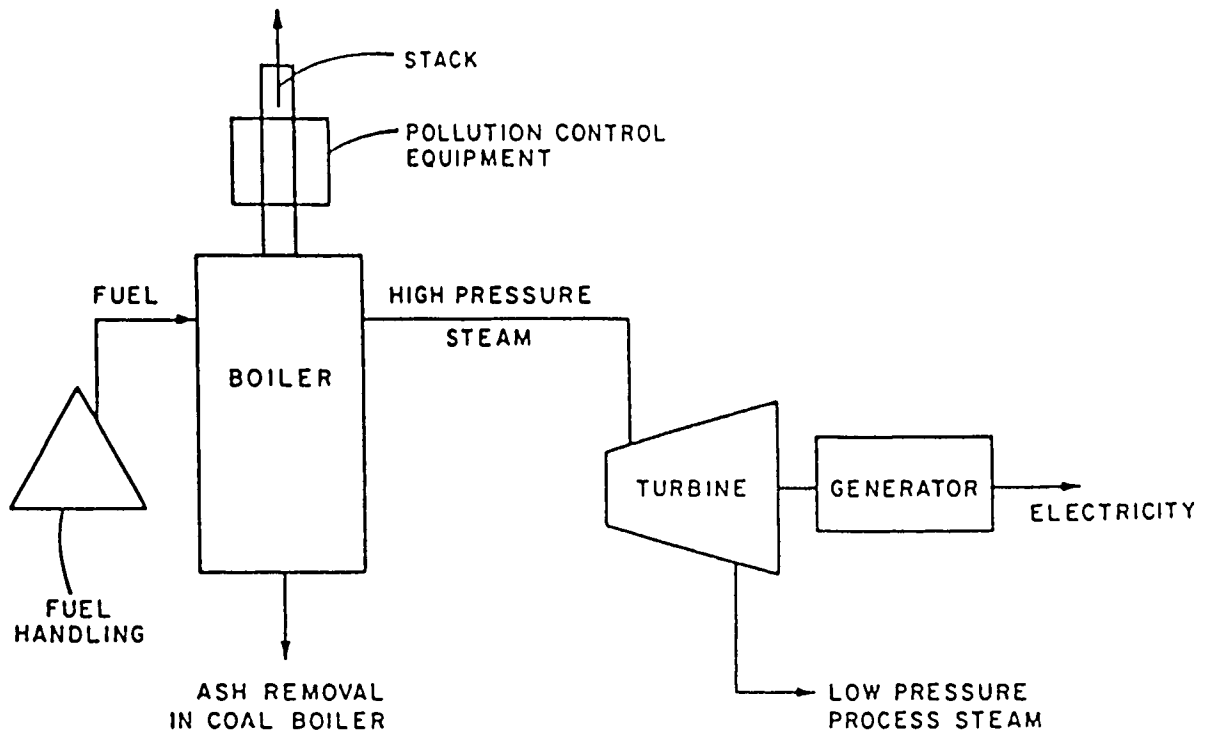 STACK
POLLUTION CONTROL
EQUIPMENT
FUEL
HIGH PRESSURE
STEAM
BOILER
TURBINE
GENERATOR
ELECTRICITY
FUEL
HANDLING
ASH REMOVAL
IN COAL BOILER
LOW PRESSURE
PROCESS STEAM